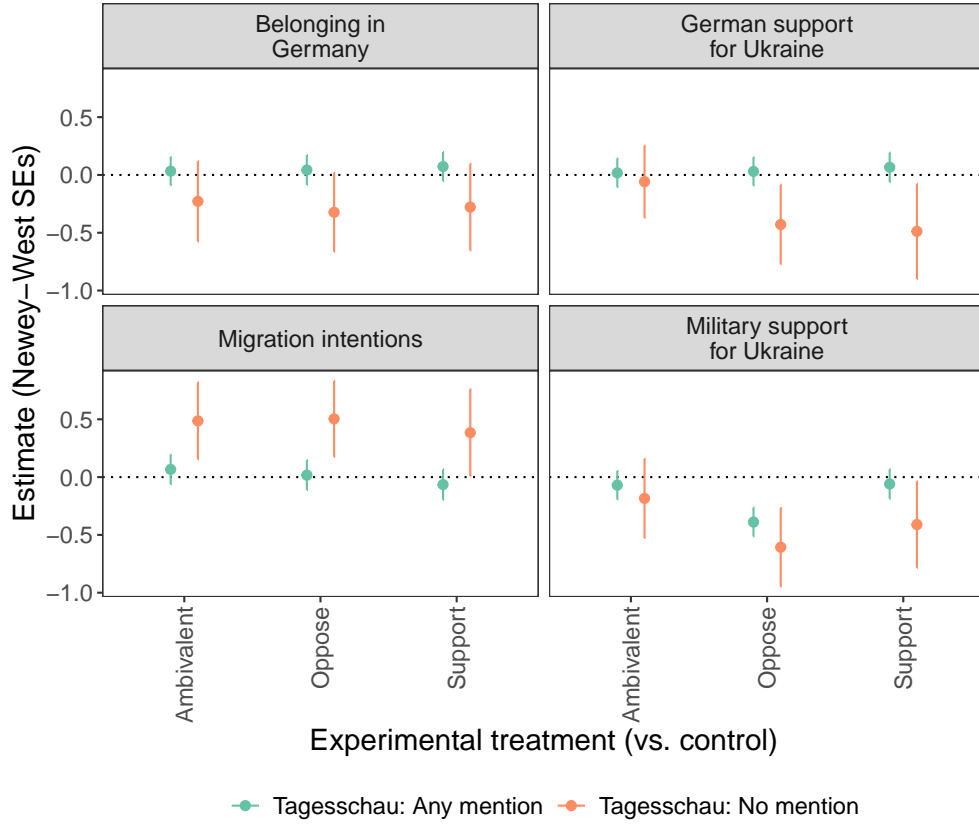 Belonging in
Germany
German support
for Ukraine
0.5
0.0
−0.5
−1.0
Migration intentions
Military support
for Ukraine
0.5
0.0
−0.5
−1.0
Estimate (Newey−West SEs)
Ambivalent
Oppose
Support
Ambivalent
Oppose
Support
Experimental treatment (vs. control)
Tagesschau: Any mention
Tagesschau: No mention